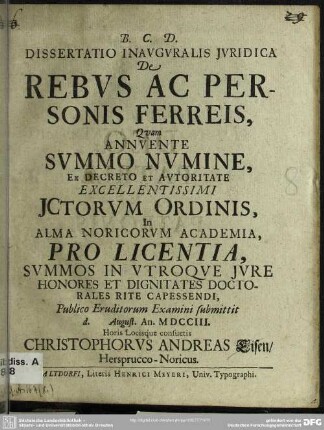 B. C. D.
DISSERTATIO INAVGVRALIS JVRIDICA
De
REBVS AC PER-
SONIS FERREIS,
Quam
ANNVENTE
SVMMO NVMINE,
EX DECRETO ET AVTORITATE
EXCELLENTISSIMI
JCTORVM ORDINIS,
In
ALMA NORICORVM ACADEMIA,
PRO LICENTIA,
SVMMOS IN VTROQVE JVRE
HONORES ET DIGNITATES DOCTO-
RALES RITE CAPESSENDI,
Publico Eruditorum Examini submittit
d. August. An. MDCCIII.
Horis Locisque consuetis
CHRISTOPHORVS ANDREAS Eisen/
Hersprucco-Noricus.
ALTDORFI, Literis HENRICI MEYERI, Univ. Typographi.
diss. A